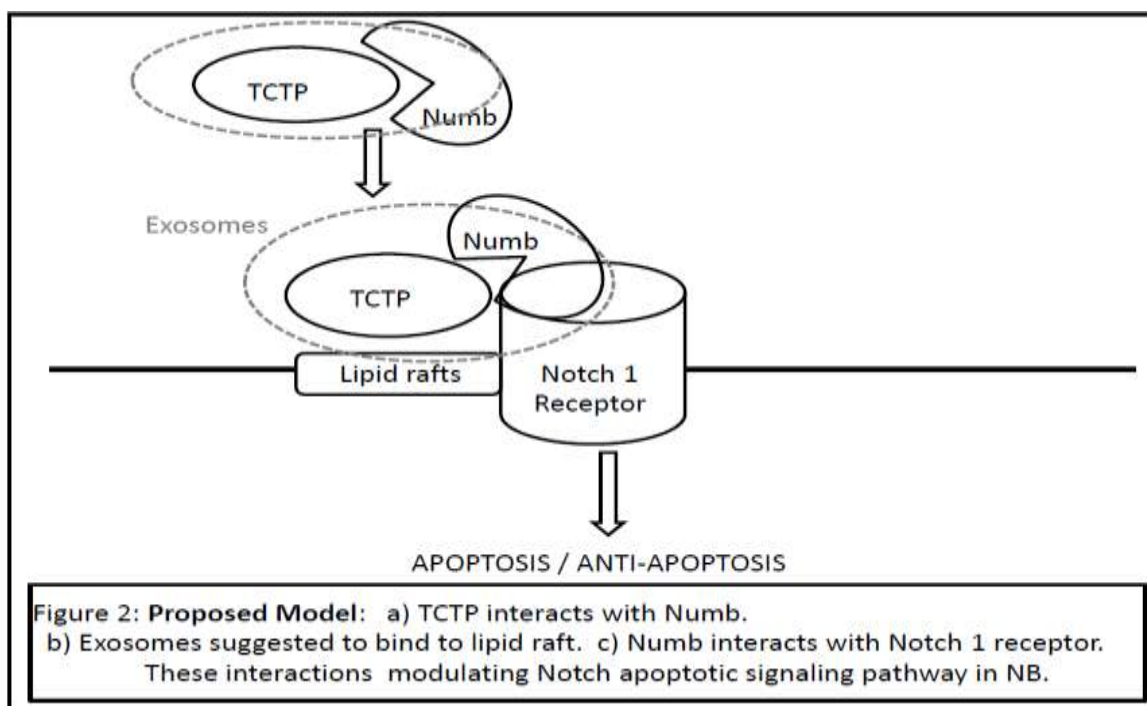 TCTP
Numb
Exosomes
Numb
TCTP
Lipid rafts
Notch 1
Receptor
APOPTOSIS / ANTI-APOPTOSIS
Figure 2: Proposed Model: a) TCTP interacts with Numb.
b) Exosomes suggested to bind to lipid raft. c) Numb interacts with Notch 1 receptor.
These interactions modulating Notch apoptotic signaling pathway in NB.